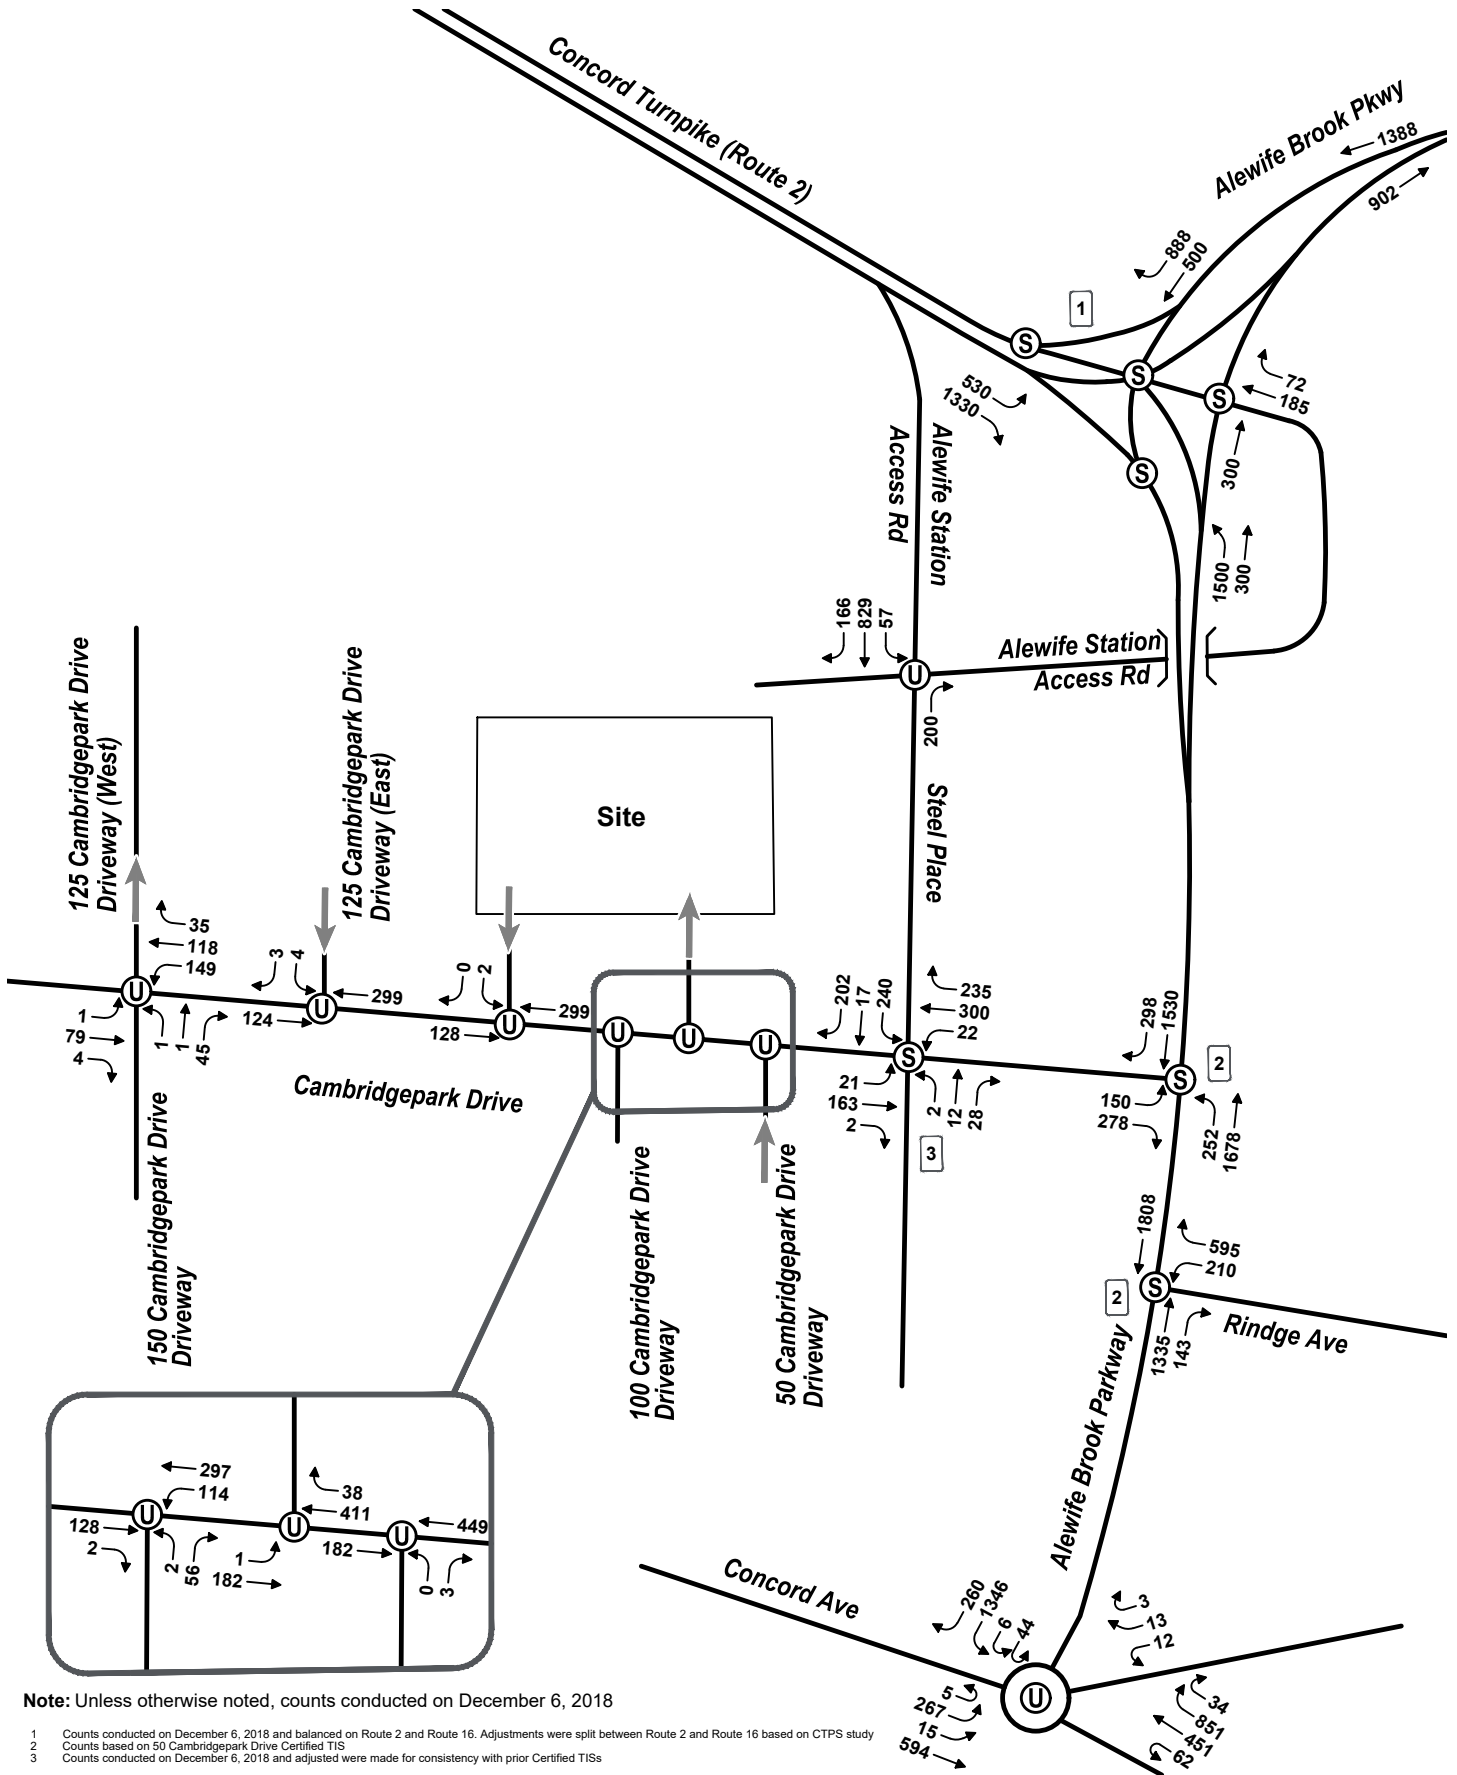 Concord Turnpike (Route 2)
Alewife Brook Pkwy
1388
902
888
500
1
S
S
S
S
530
1330
72
185
300
1500
300
Alewife Station
Access Rd
166
829
57
U
200
Alewife Station
Access Rd
125 Cambridgepark Drive
Driveway (West)
125 Cambridgepark Drive
Driveway (East)
Site
Steel Place
35
118
149
U
1
79
4
1
1
45
3
4
299
U
124
0
2
299
U
128
U
U
U
202
17
240
235
300
22
S
21
163
2
2
12
28
3
298
1530
2
S
150
278
252
1678
Cambridgepark Drive
150 Cambridgepark Drive
Driveway
100 Cambridgepark Drive
Driveway
50 Cambridgepark Drive
Driveway
1808
595
210
S
2
1335
143
Rindge Ave
Alewife Brook Parkway
297
114
U
128
2
2
56
38
411
U
1
182
449
U
182
0
3
Concord Ave
260
1346
6
44
3
13
12
U
5
267
15
594
34
851
451
62
Note: Unless otherwise noted, counts conducted on December 6, 2018
1 Counts conducted on December 6, 2018 and balanced on Route 2 and Route 16. Adjustments were split between Route 2 and Route 16 based on CTPS study
2 Counts based on 50 Cambridgepark Drive Certified TIS
3 Counts conducted on December 6, 2018 and adjusted were made for consistency with prior Certified TISs